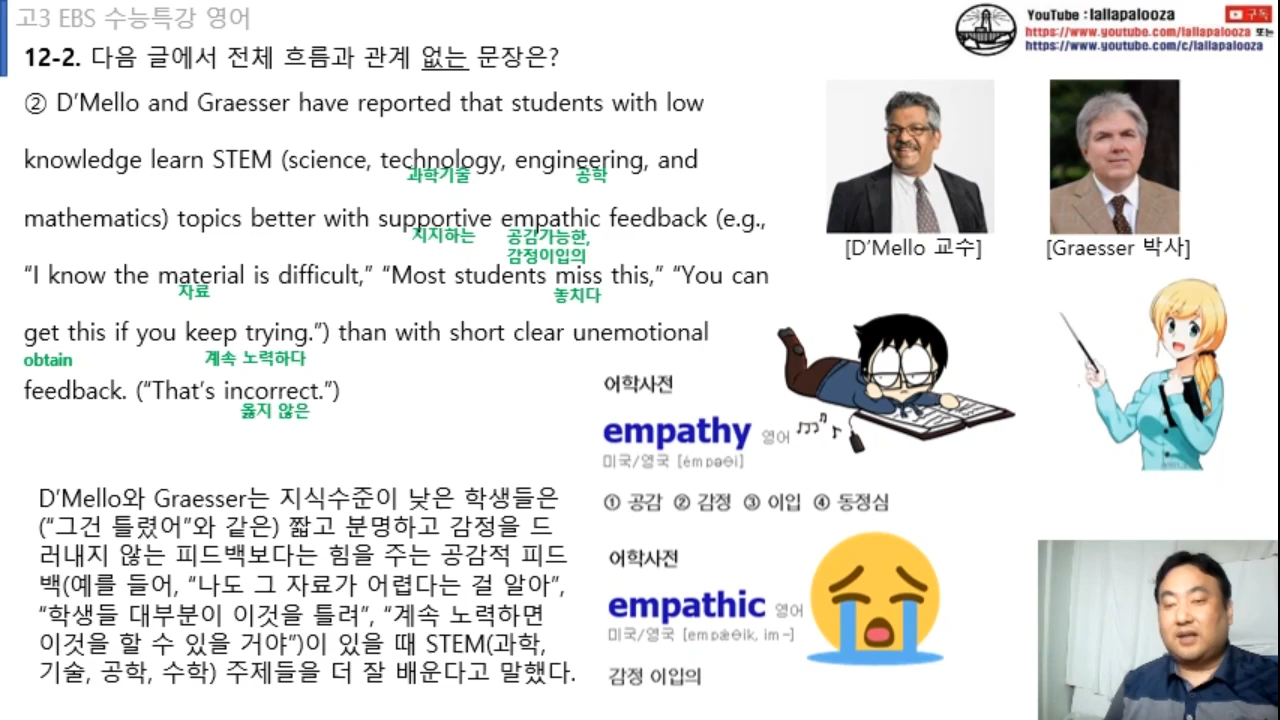 고3 EBS 수능특강 영어
YouTube : lallapalooza
구독
https://www.youtube.com/lallapalooza 또는
https://www.youtube.com/c/lallapalooza
12-2. 다음 글에서 전체 흐름과 관계 없는 문장은?
② D’Mello and Graesser have reported that students with low
knowledge learn STEM (science, technology, engineering, and
과학기술 공학
mathematics) topics better with supportive empathic feedback (e.g.,
지지하는 공감가능한,
감정이입의
“I know the material is difficult,” “Most students miss this,” “You can
자료 놓치다
get this if you keep trying.”) than with short clear unemotional
obtain 계속 노력하다
feedback. (“That’s incorrect.”)
옳지 않은
[D’Mello 교수] [Graesser 박사]
어학사전
empathy 영어
미국/영국 [émpəθi]
① 공감 ② 감정 ③ 이입 ④ 동정심
어학사전
empathic 영어
미국/영국 [empǽθik, im-]
감정 이입의
D’Mello와 Graesser는 지식수준이 낮은 학생들은
(“그건 틀렸어”와 같은) 짧고 분명하고 감정을 드
러내지 않는 피드백보다는 힘을 주는 공감적 피드
백(예를 들어, “나도 그 자료가 어렵다는 걸 알아”,
“학생들 대부분이 이것을 틀려”, “계속 노력하면
이것을 할 수 있을 거야”)이 있을 때 STEM(과학,
기술, 공학, 수학) 주제들을 더 잘 배운다고 말했다.